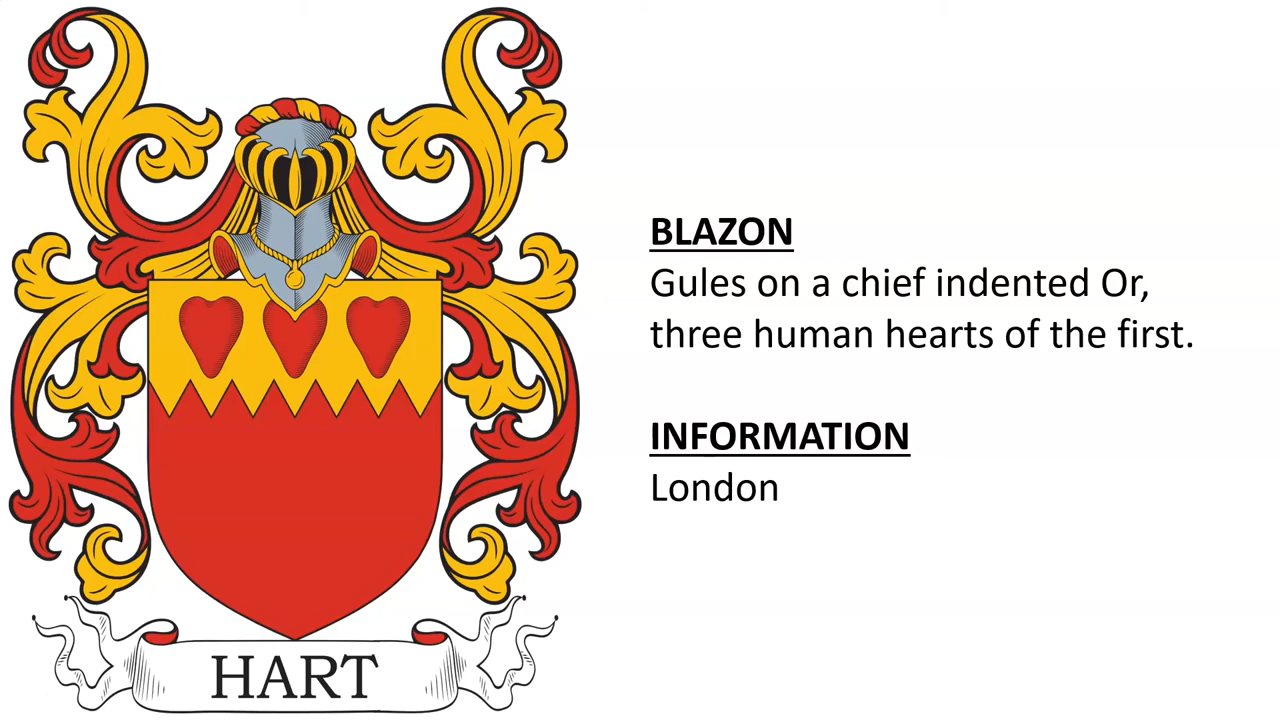 BLAZON
Gules on a chief indented Or,
three human hearts of the first.
INFORMATION
London
HART